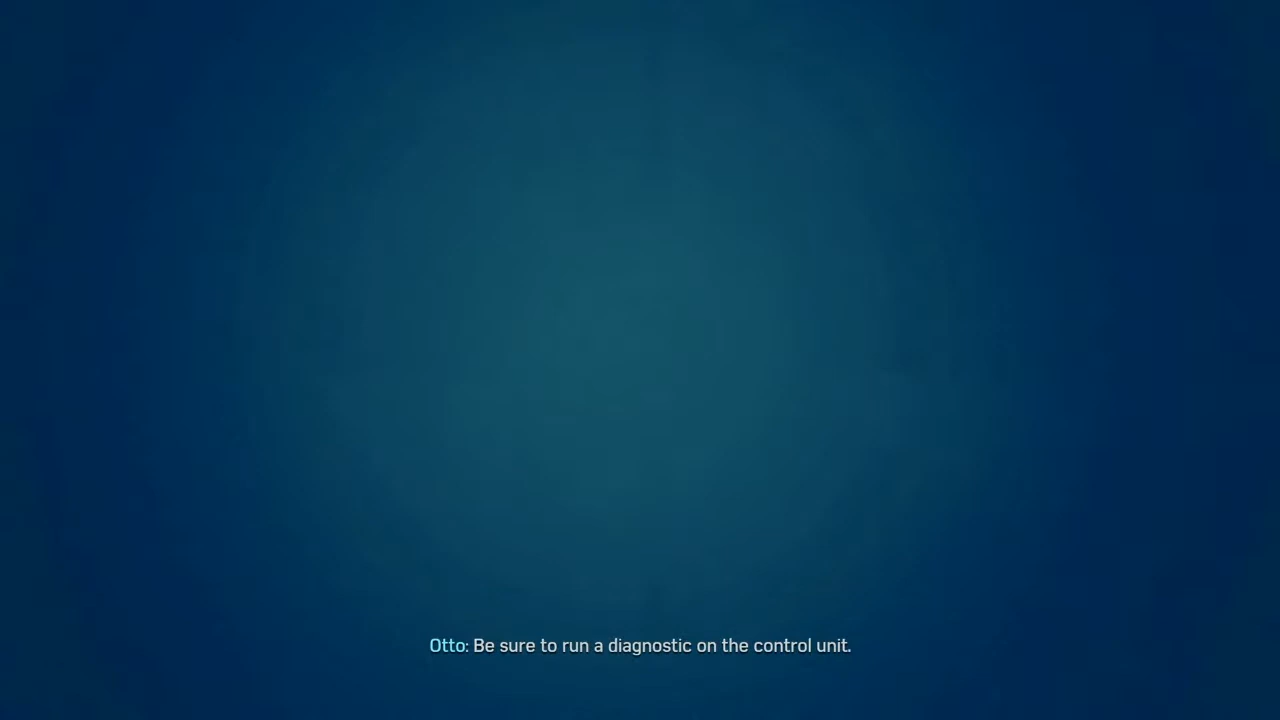 Otto: Be sure to run a diagnostic on the control unit.